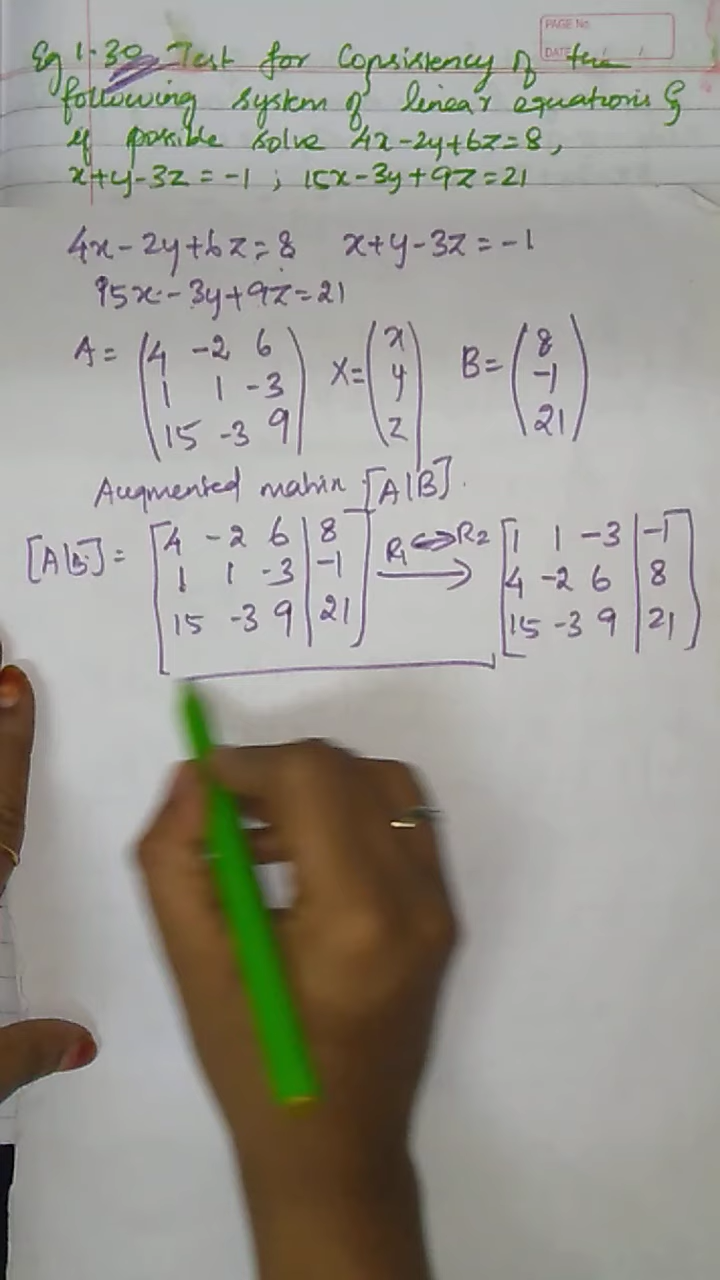 PAGE No.
DATE / /
Eg 1.30 Test for Consistency of the
following system of linear equations &
if possible solve 4x-2y+6z=8,
x+y-3z=-1 ; 15x-3y+9z=21
4x-2y+6z=8 x+y-3z=-1
15x-3y+9z=21
A= (4 -2 6 X= (x B= (8
1 1 -3 y -1
15 -3 9) z) 21)
Augmented matrix [A|B].
[A|B] = [4 -2 6 | 8 R1↔R2 [1 1 -3 | -1
1 1 -3 | -1 → 4 -2 6 | 8
15 -3 9 | 21] 15 -3 9 | 21]